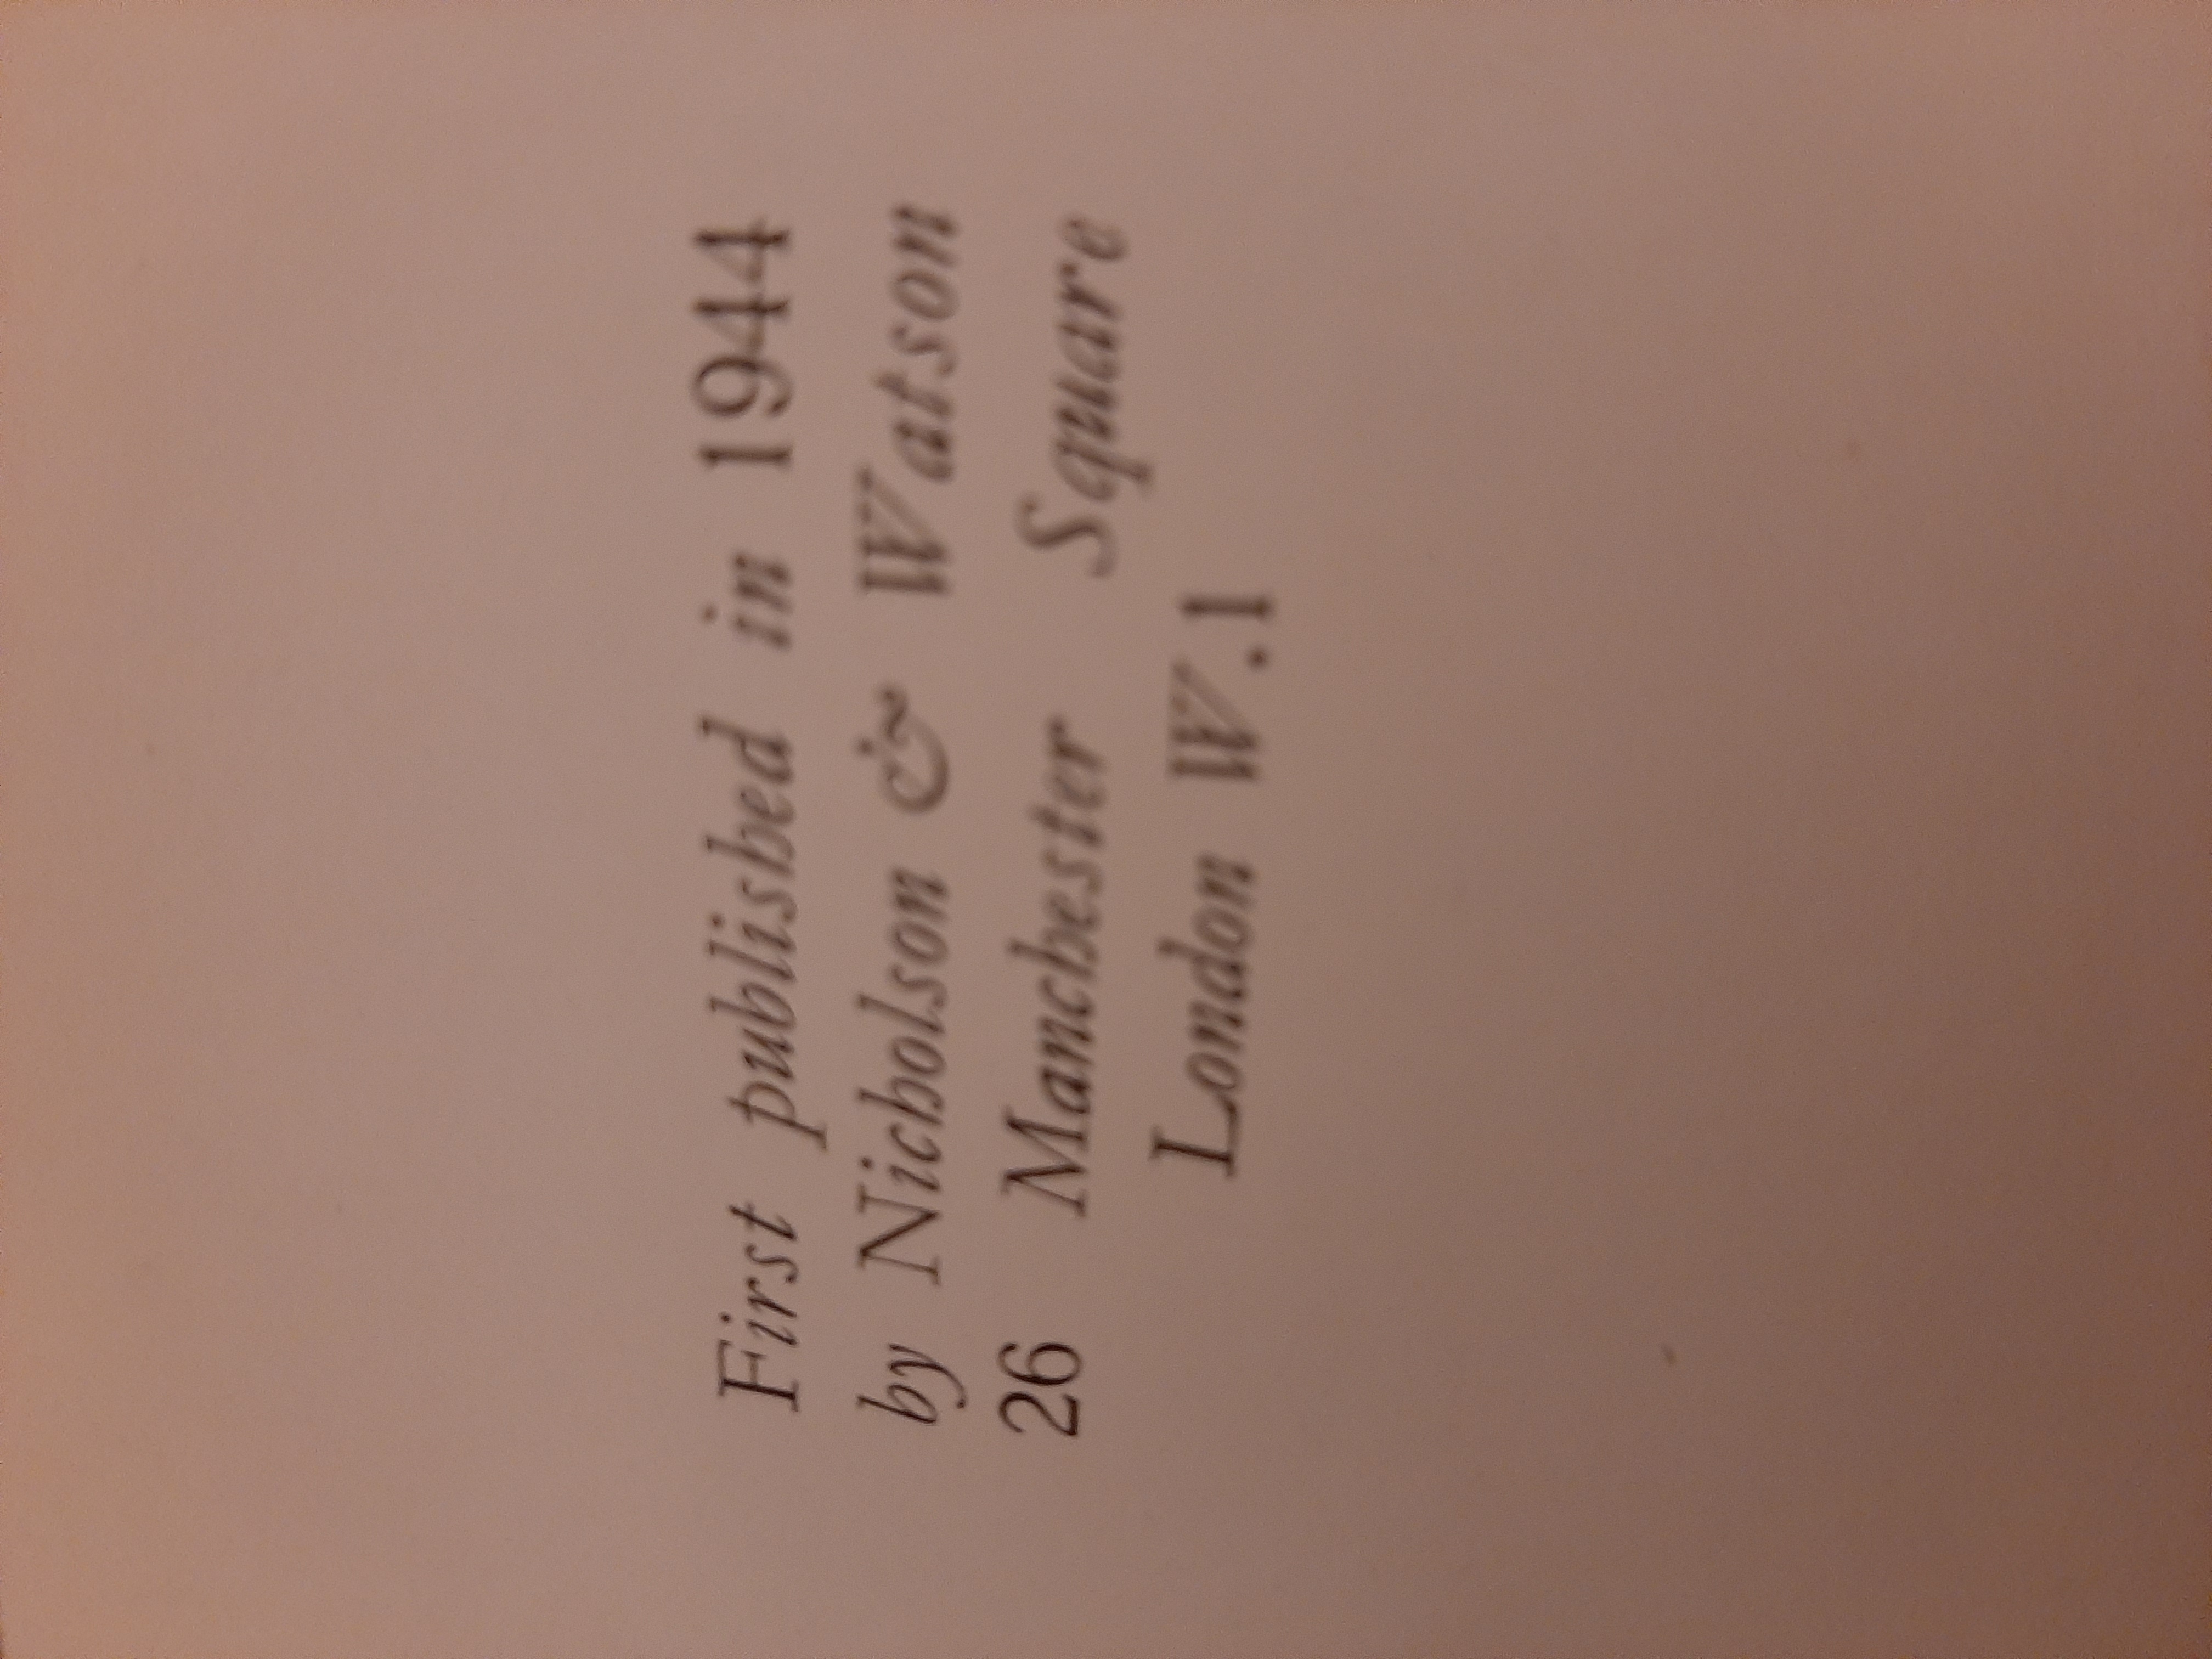 First published in 1944
by Nicholson & Watson
26 Manchester Square
London W.1